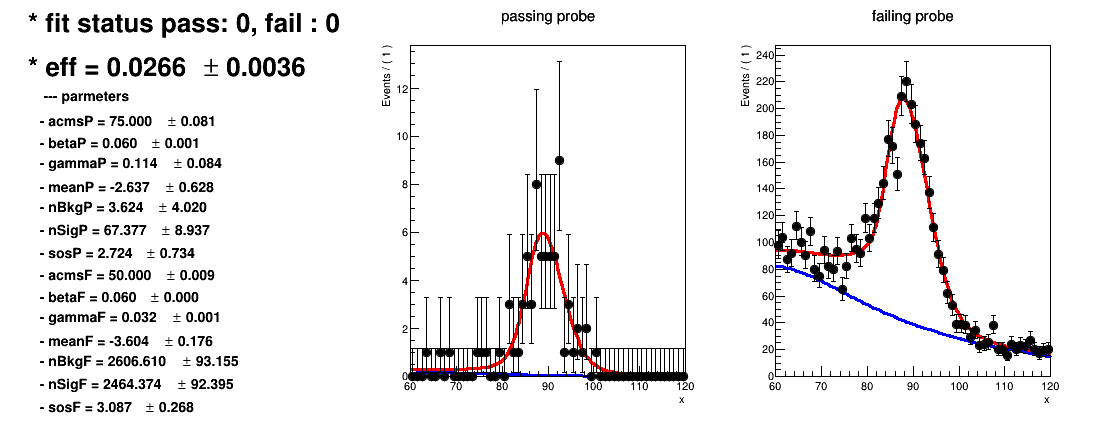 * fit status pass: 0, fail : 0
* eff = 0.0266 ± 0.0036
--- parmeters
- acmsP = 75.000 ± 0.081
- betaP = 0.060 ± 0.001
- gammaP = 0.114 ± 0.084
- meanP = -2.637 ± 0.628
- nBkgP = 3.624 ± 4.020
- nSigP = 67.377 ± 8.937
- sosP = 2.724 ± 0.734
- acmsF = 50.000 ± 0.009
- betaF = 0.060 ± 0.000
- gammaF = 0.032 ± 0.001
- meanF = -3.604 ± 0.176
- nBkgF = 2606.610 ± 93.155
- nSigF = 2464.374 ± 92.395
- sosF = 3.087 ± 0.268
passing probe
Events / ( 1 )
12
10
8
6
4
2
0
60 70 80 90 100 110 120
x
failing probe
Events / ( 1 )
240
220
200
180
160
140
120
100
80
60
40
20
0
60 70 80 90 100 110 120
x